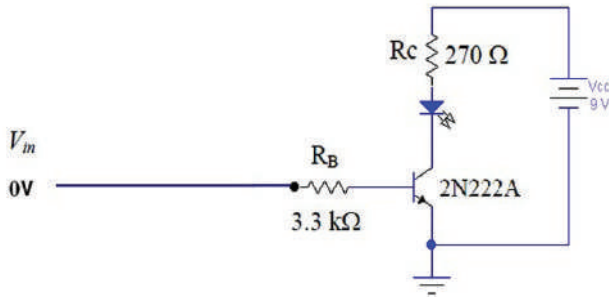 Rc 270 Ω
Vcc
9 V
Vin
0V
RB
3.3 kΩ
2N222A